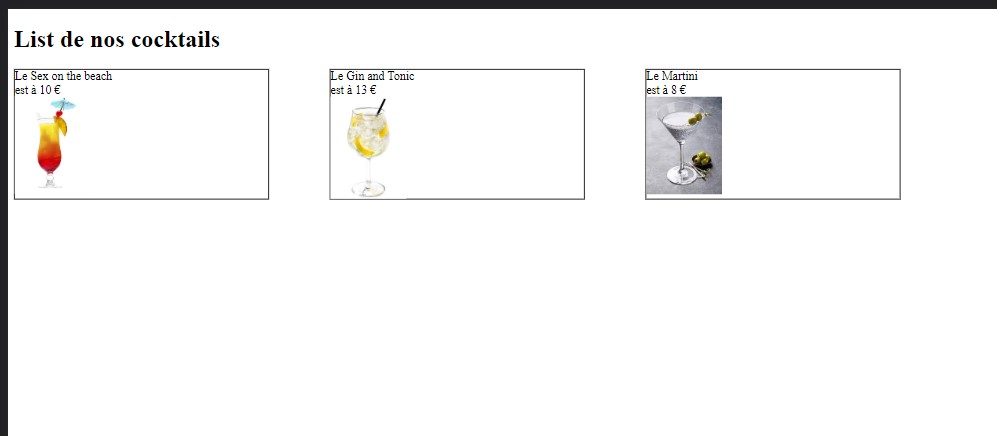 List de nos cocktails
Le Sex on the beach
est à 10 €
Le Gin and Tonic
est à 13 €
Le Martini
est à 8 €